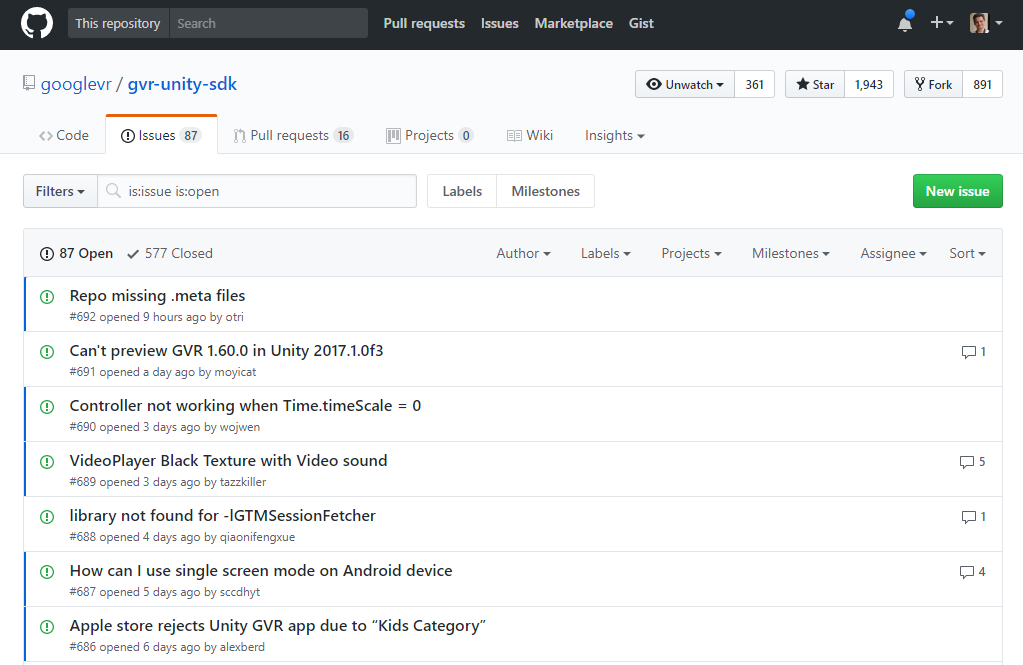 This repository Search Pull requests Issues Marketplace Gist
googlevr / gvr-unity-sdk Unwatch 361 Star 1,943 Fork 891
Code Issues 87 Pull requests 16 Projects 0 Wiki Insights
Filters is:issue is:open Labels Milestones New issue
87 Open 577 Closed Author Labels Projects Milestones Assignee Sort
Repo missing .meta files
#692 opened 9 hours ago by otri
Can't preview GVR 1.60.0 in Unity 2017.1.0f3 1
#691 opened a day ago by moyicat
Controller not working when Time.timeScale = 0
#690 opened 3 days ago by wojwen
VideoPlayer Black Texture with Video sound 5
#689 opened 3 days ago by tazzkiller
library not found for -lGTMSessionFetcher 1
#688 opened 4 days ago by qiaonifengxue
How can I use single screen mode on Android device 4
#687 opened 5 days ago by sccdhyt
Apple store rejects Unity GVR app due to “Kids Category”
#686 opened 6 days ago by alexberd